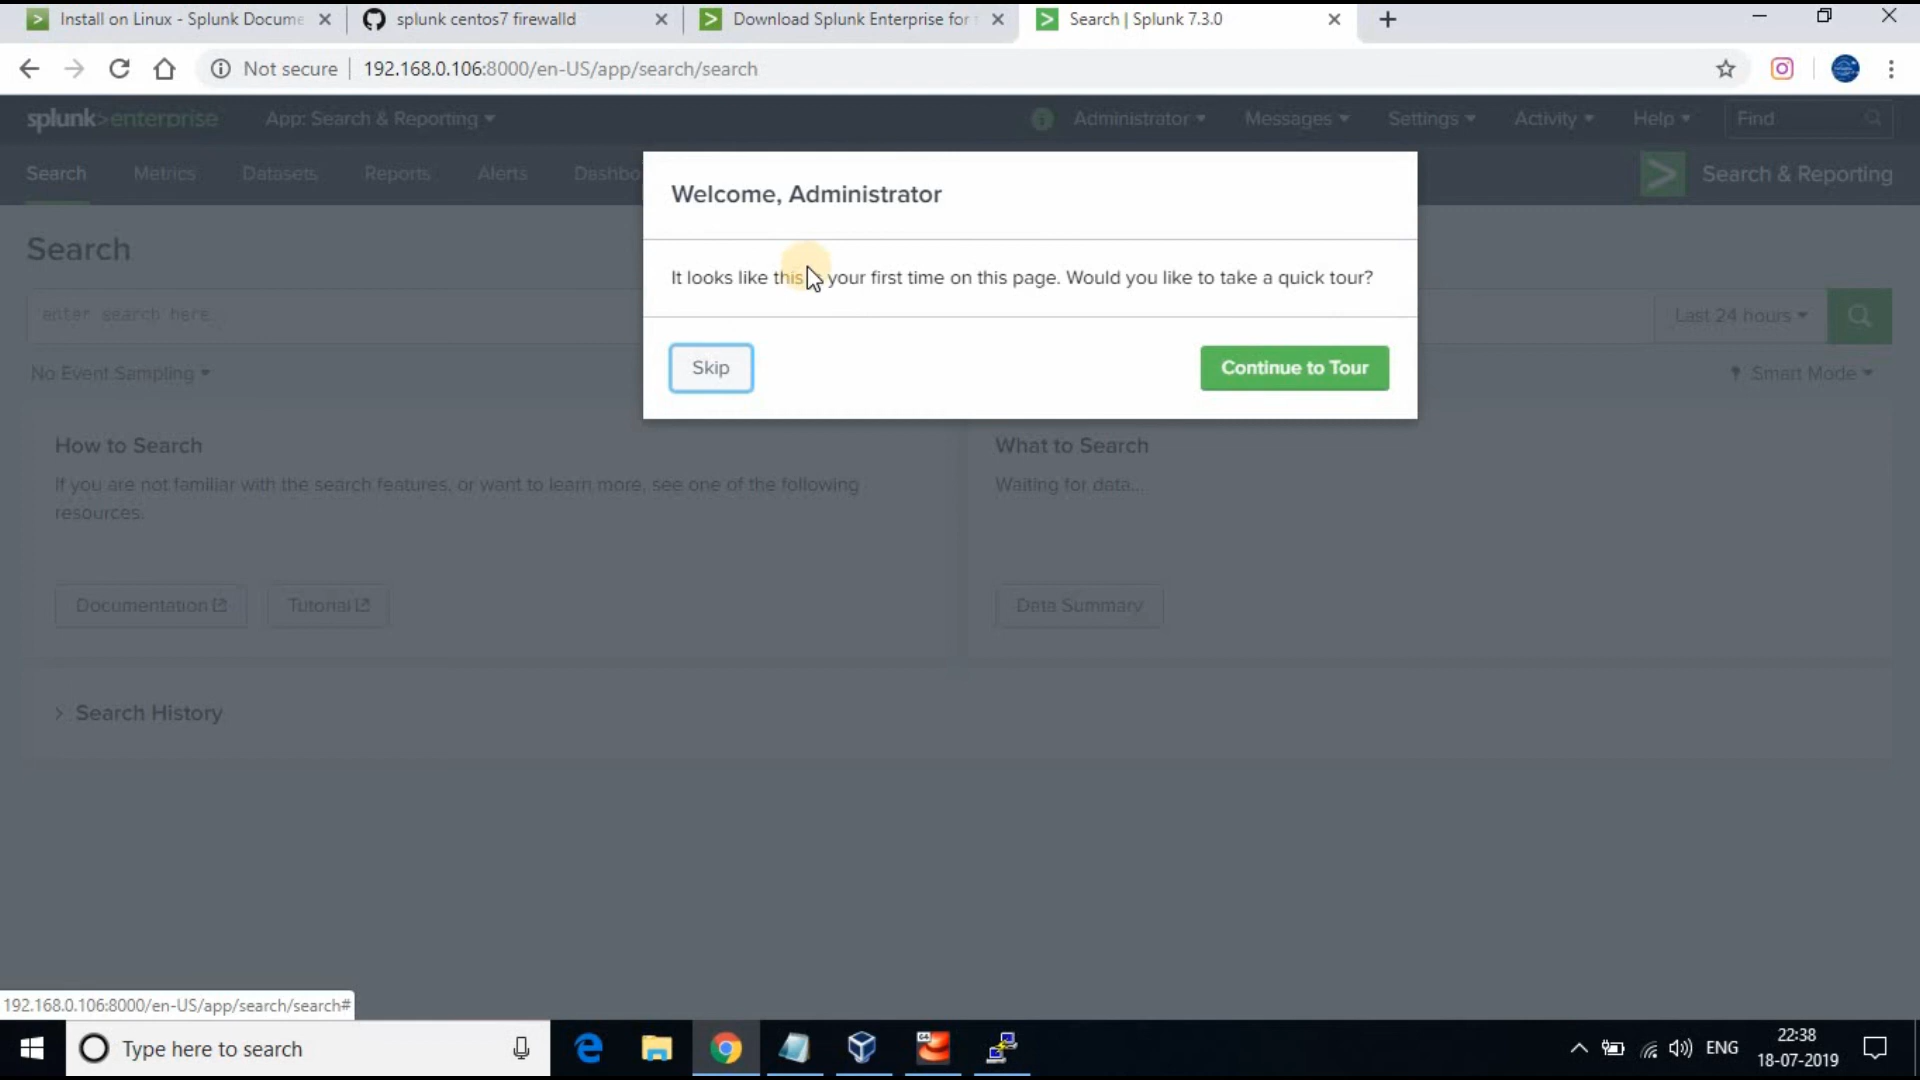 Install on Linux - Splunk Docume
splunk centos7 firewalld
Download Splunk Enterprise for
Search | Splunk 7.3.0
Not secure
192.168.0.106:8000/en-US/app/search/search
splunk>enterprise
App: Search & Reporting
Administrator
Messages
Settings
Activity
Help
Find
Search
Metrics
Datasets
Reports
Alerts
Dashbo
Search & Reporting
Welcome, Administrator
It looks like this your first time on this page. Would you like to take a quick tour?
Skip
Continue to Tour
Search
enter search here...
Last 24 hours
No Event Sampling
Smart Mode
How to Search
If you are not familiar with the search features, or want to learn more, see one of the following
resources.
Documentation
Tutorial
What to Search
Waiting for data...
Data Summary
> Search History
192.168.0.106:8000/en-US/app/search/search#
Type here to search
C4
ENG
22:38
18-07-2019